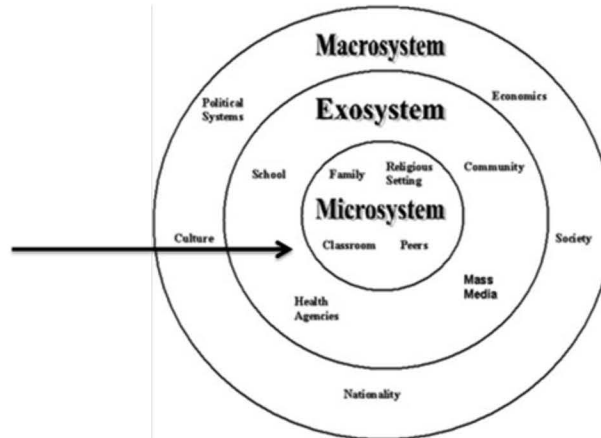 Macrosystem
Political
Systems
Economics
Exosystem
School
Family
Religious
Setting
Community
Microsystem
Culture
Classroom
Peers
Society
Health
Agencies
Mass
Media
Nationality